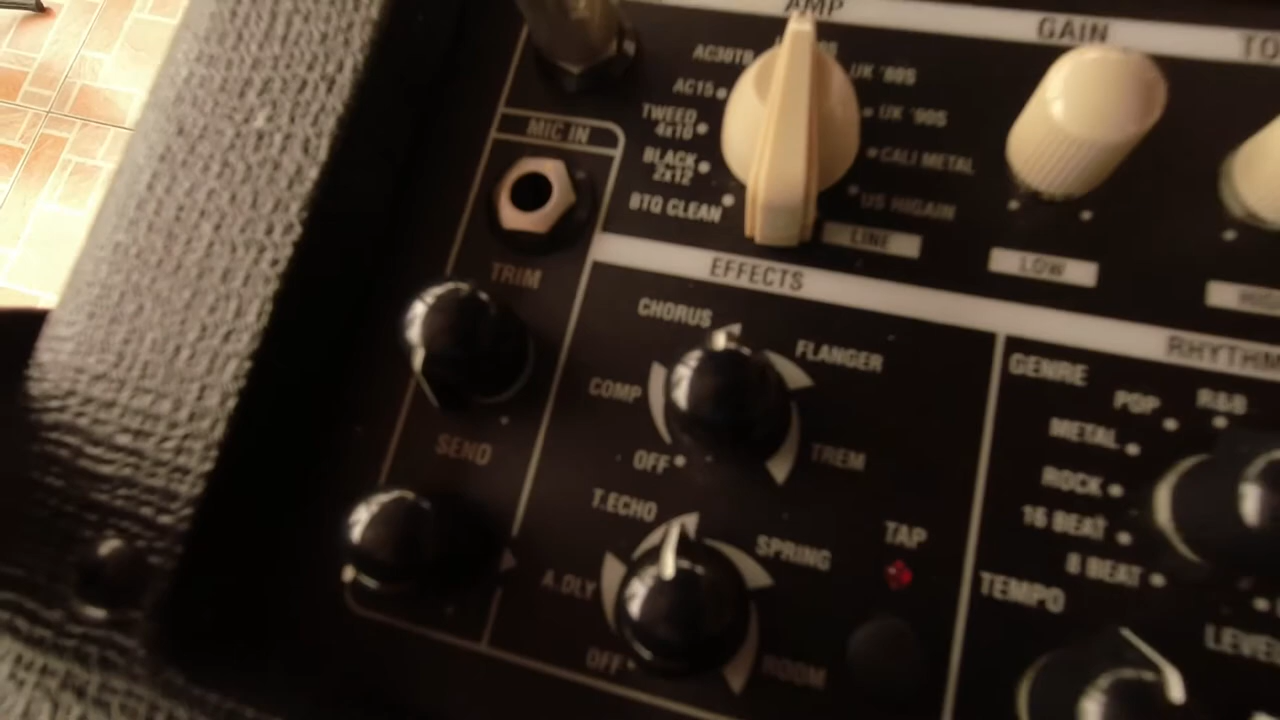 AMP
GAIN
AC30TB
UK '80S
AC15
UK '90S
TWEED
4x10
CALI METAL
BLACK
2x12
US HIGAIN
BTQ CLEAN
LINE
LOW
MIC IN
TRIM
SEND
EFFECTS
CHORUS
FLANGER
COMP
TREM
OFF
T.ECHO
SPRING
A.DLY
ROOM
OFF
TAP
RHYTHM
GENRE
POP
R&B
METAL
ROCK
16 BEAT
8 BEAT
TEMPO
LEVEL